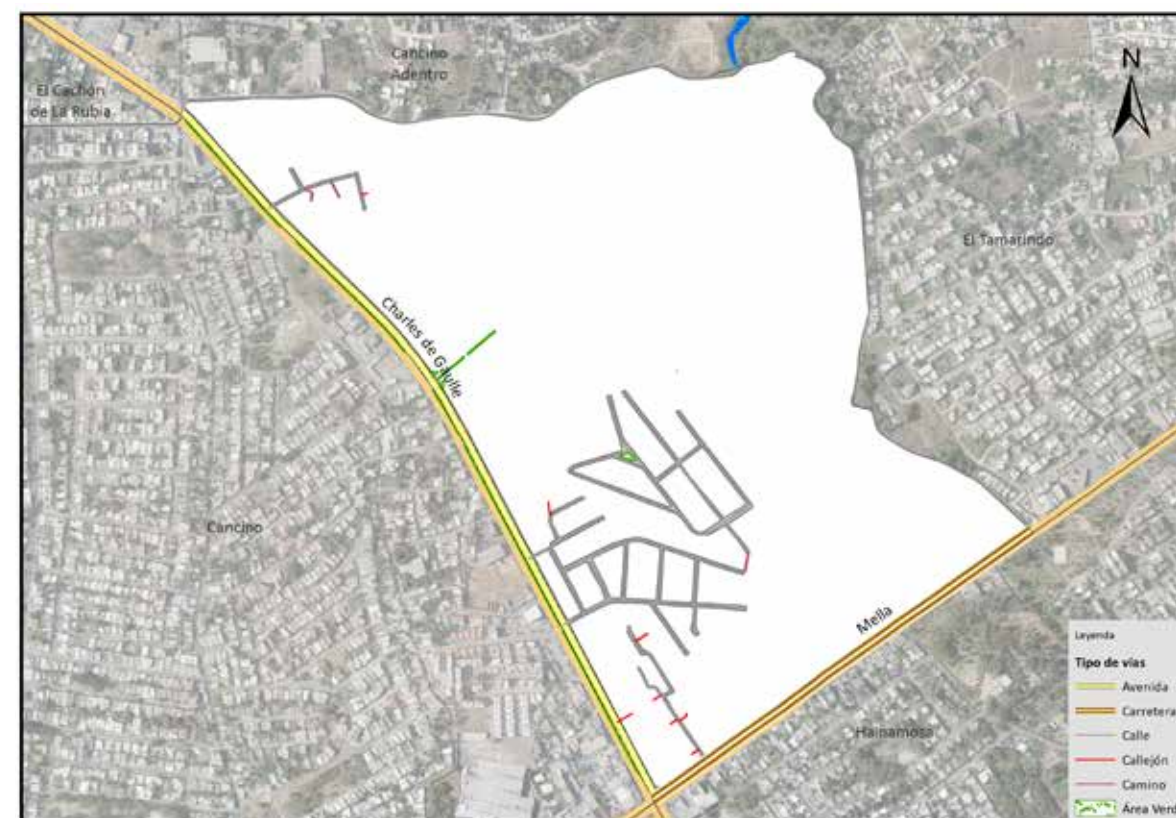 Cancino
Adentro
N
El Cachón
de La Rubia
El Tamarindo
Charles de Gaulle
Cancino
Mella
Hainamosa
Leyenda
Tipo de vías
Avenida
Carretera
Calle
Callejón
Camino
Área Verd